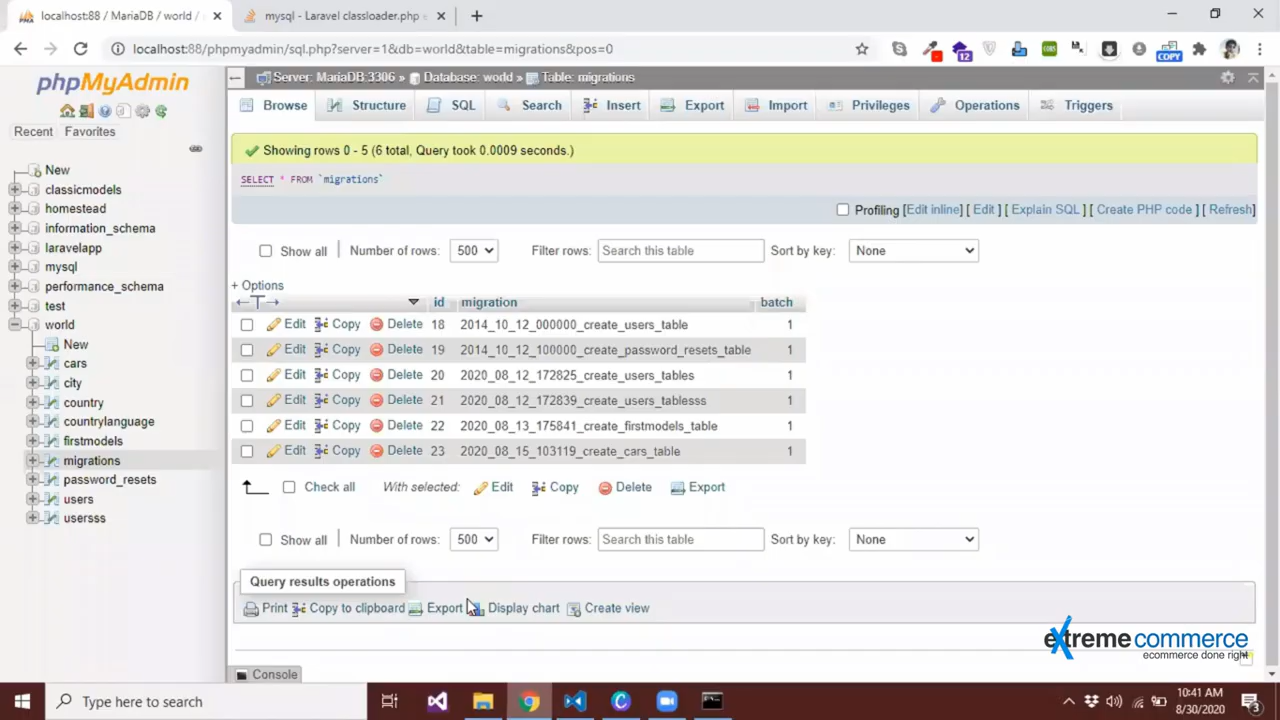 localhost:88 / MariaDB / world /
mysql - Laravel classloader.php
localhost:88/phpmyadmin/sql.php?server=1&db=world&table=migrations&pos=0
12
COPY
phpMyAdmin
Recent Favorites
New
classicmodels
homestead
information_schema
laravelapp
mysql
performance_schema
test
world
New
cars
city
country
countrylanguage
firstmodels
migrations
password_resets
users
usersss
Server: MariaDB:3306 » Database: world » Table: migrations
Browse Structure SQL Search Insert Export Import Privileges Operations Triggers
Showing rows 0 - 5 (6 total, Query took 0.0009 seconds.)
SELECT * FROM `migrations`
Profiling [Edit inline] [ Edit ] [ Explain SQL ] [ Create PHP code ] [ Refresh]
Show all Number of rows: 500 Filter rows: Search this table Sort by key: None
+ Options
id migration batch
Edit Copy Delete 18 2014_10_12_000000_create_users_table 1
Edit Copy Delete 19 2014_10_12_100000_create_password_resets_table 1
Edit Copy Delete 20 2020_08_12_172825_create_users_tables 1
Edit Copy Delete 21 2020_08_12_172839_create_users_tablesss 1
Edit Copy Delete 22 2020_08_13_175841_create_firstmodels_table 1
Edit Copy Delete 23 2020_08_15_103119_create_cars_table 1
Check all With selected: Edit Copy Delete Export
Show all Number of rows: 500 Filter rows: Search this table Sort by key: None
Query results operations
Print Copy to clipboard Export Display chart Create view
extreme commerce
ecommerce done right
Console
Type here to search
10:41 AM
8/30/2020
3